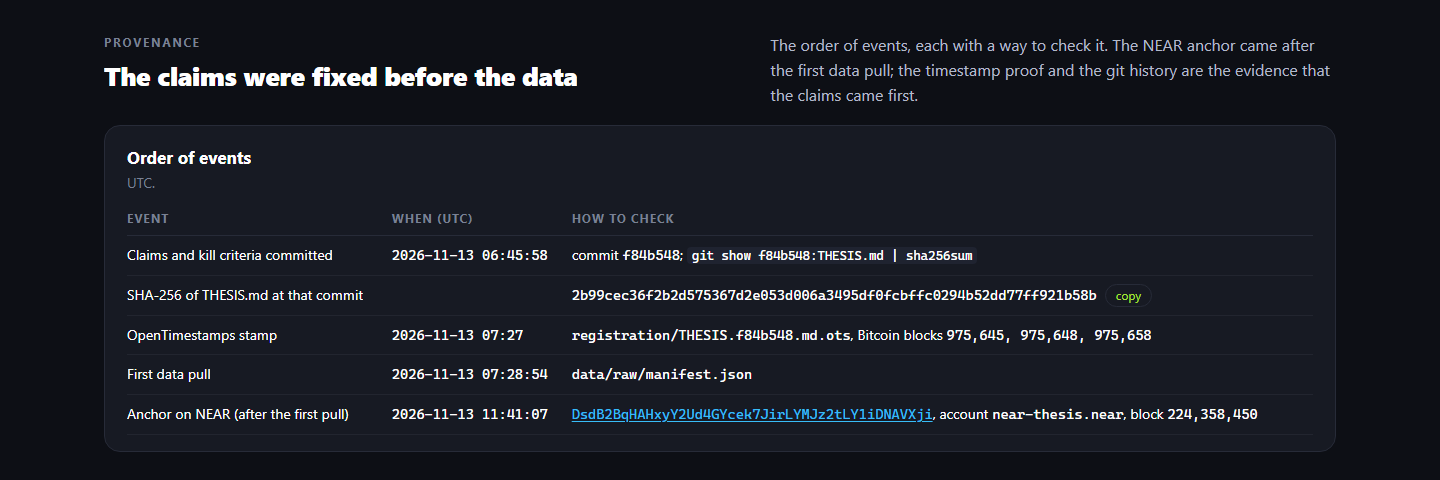 PROVENANCE
The claims were fixed before the data
The order of events, each with a way to check it. The NEAR anchor came after
the first data pull; the timestamp proof and the git history are the evidence that
the claims came first.
Order of events
UTC.
EVENT WHEN (UTC) HOW TO CHECK
Claims and kill criteria committed 2026-11-13 06:45:58 commit f84b548; git show f84b548:THESIS.md | sha256sum
SHA-256 of THESIS.md at that commit 2b99cec36f2b2d575367d2e053d006a3495df0fcbffc0294b52dd77ff921b58b copy
OpenTimestamps stamp 2026-11-13 07:27 registration/THESIS.f84b548.md.ots, Bitcoin blocks 975,645, 975,648, 975,658
First data pull 2026-11-13 07:28:54 data/raw/manifest.json
Anchor on NEAR (after the first pull) 2026-11-13 11:41:07 DsdB2BqHAHxyY2Ud4GYcek7JirLYMJz2tLY1iDNAVXji, account near-thesis.near, block 224,358,450